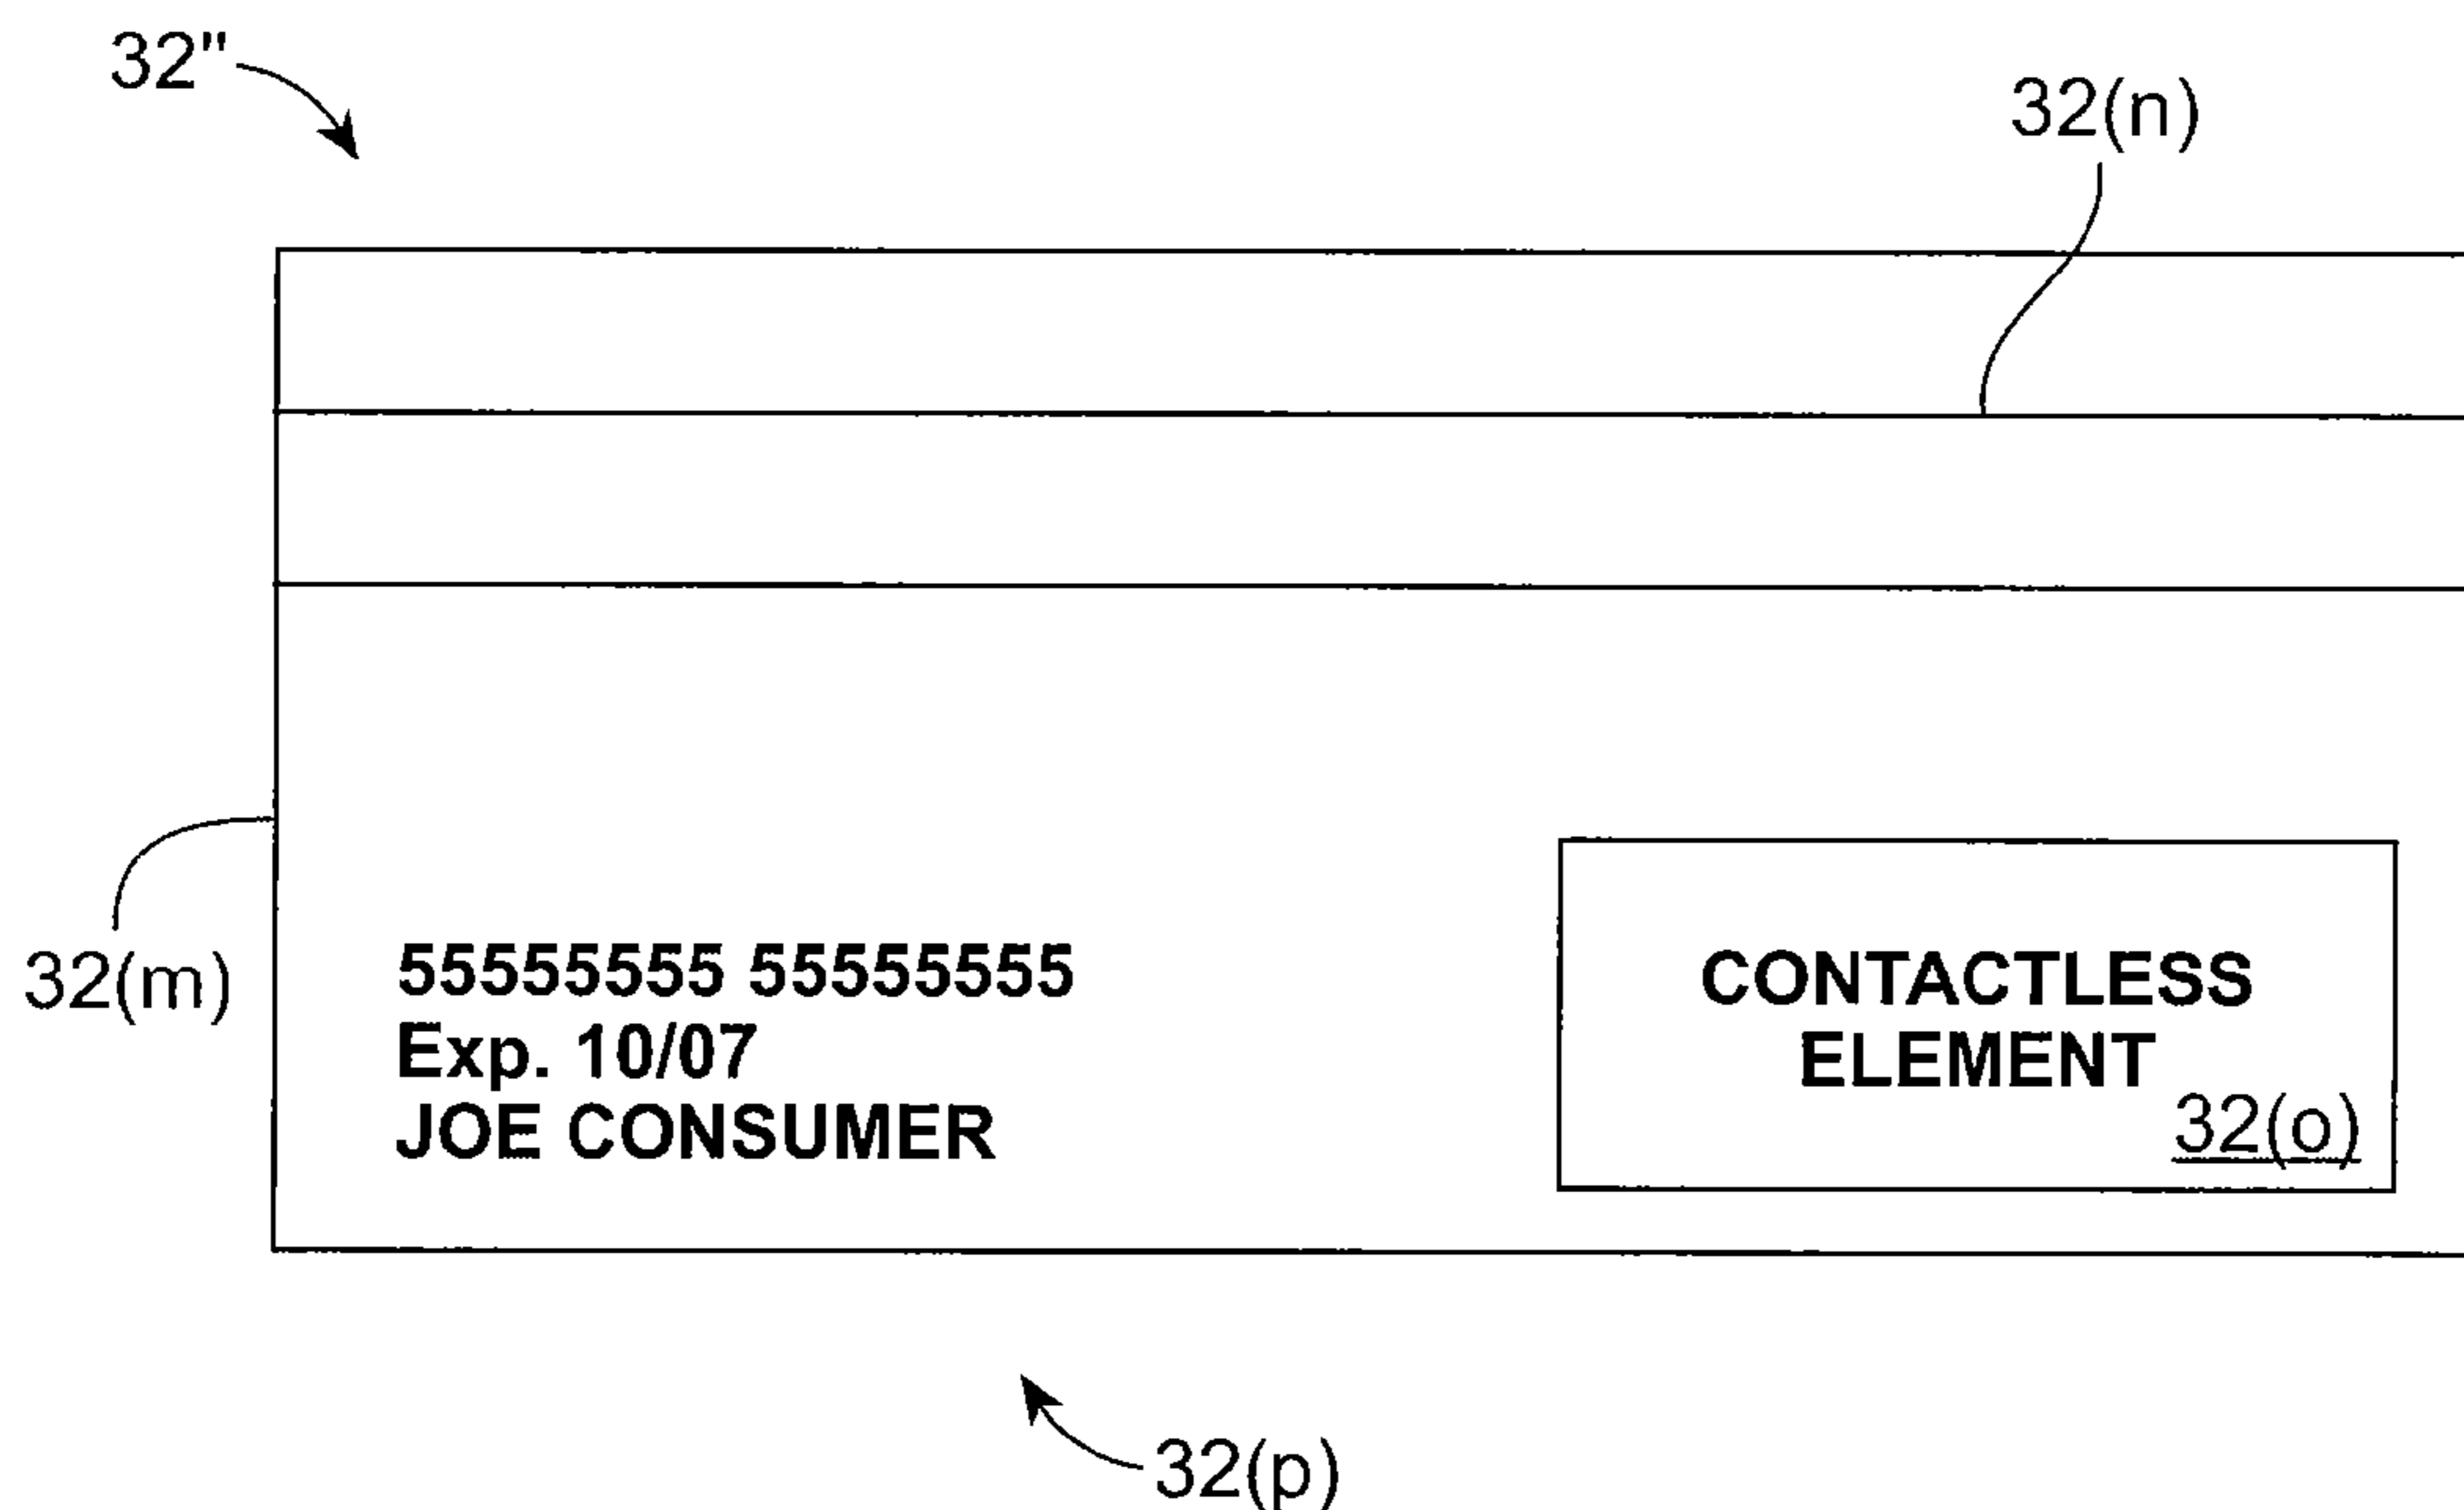 32"
32(n)
32(m)
55555555 55555555
Exp. 10/07
JOE CONSUMER
CONTACTLESS
ELEMENT
32(o)
32(p)